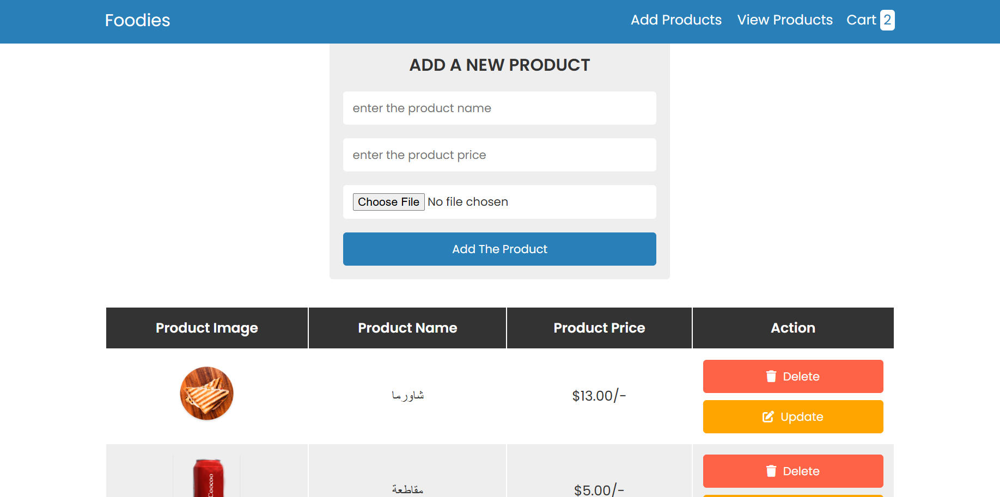 Foodies
Add Products View Products Cart 2
ADD A NEW PRODUCT
enter the product name
enter the product price
Choose File No file chosen
Add The Product
Product Image Product Name Product Price Action
شاورما $13.00/- Delete
Update
Cocoo مقاطعة $5.00/- Delete